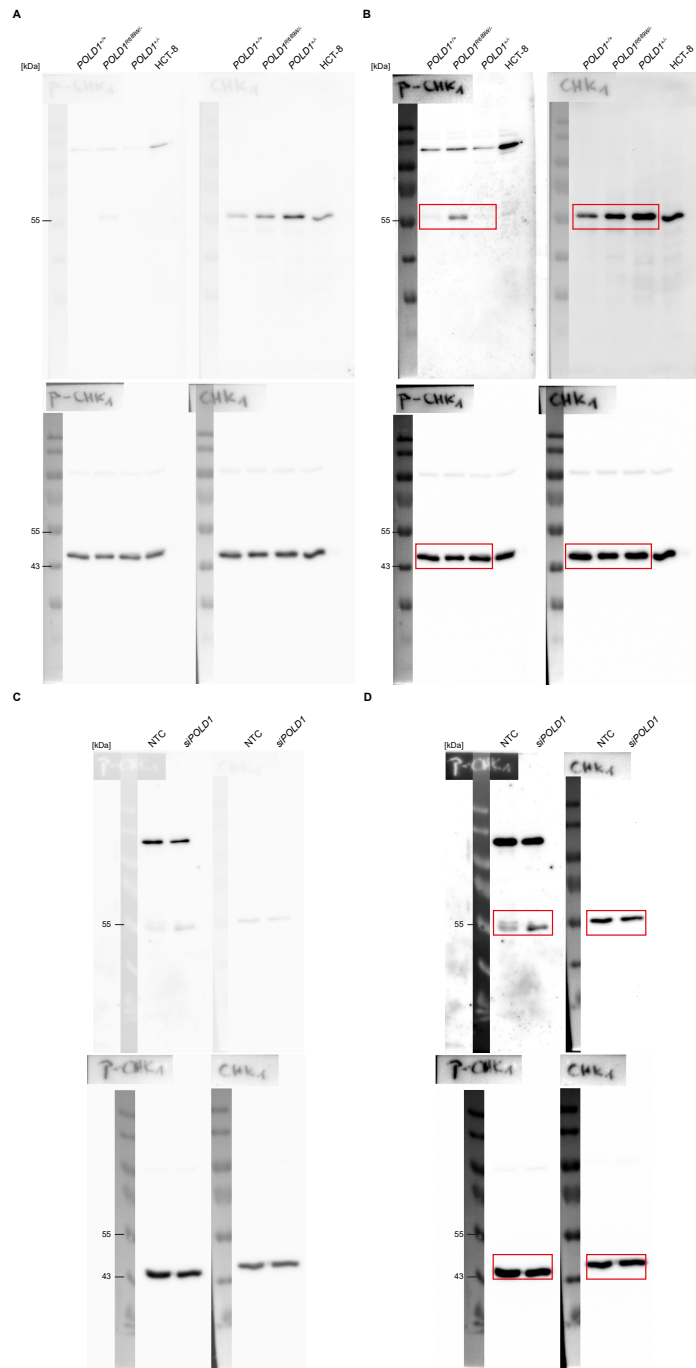 A
B
[kDa] POLD1+/+ POLD1R689W/- POLD1+/- HCT-8 POLD1+/+ POLD1R689W/- POLD1+/- HCT-8
[kDa] POLD1+/+ POLD1R689W/- POLD1+/- HCT-8 POLD1+/+ POLD1R689W/- POLD1+/- HCT-8
P-CHK1 CHK1
P-CHK1 CHK1
55
55
P-CHK1 CHK1
P-CHK1 CHK1
55
43
55
43
C
D
[kDa] NTC siPOLD1 NTC siPOLD1
[kDa] NTC siPOLD1 NTC siPOLD1
P-CHK1 CHK1
P-CHK1 CHK1
55
55
P-CHK1 CHK1
P-CHK1 CHK1
55
43
55
43